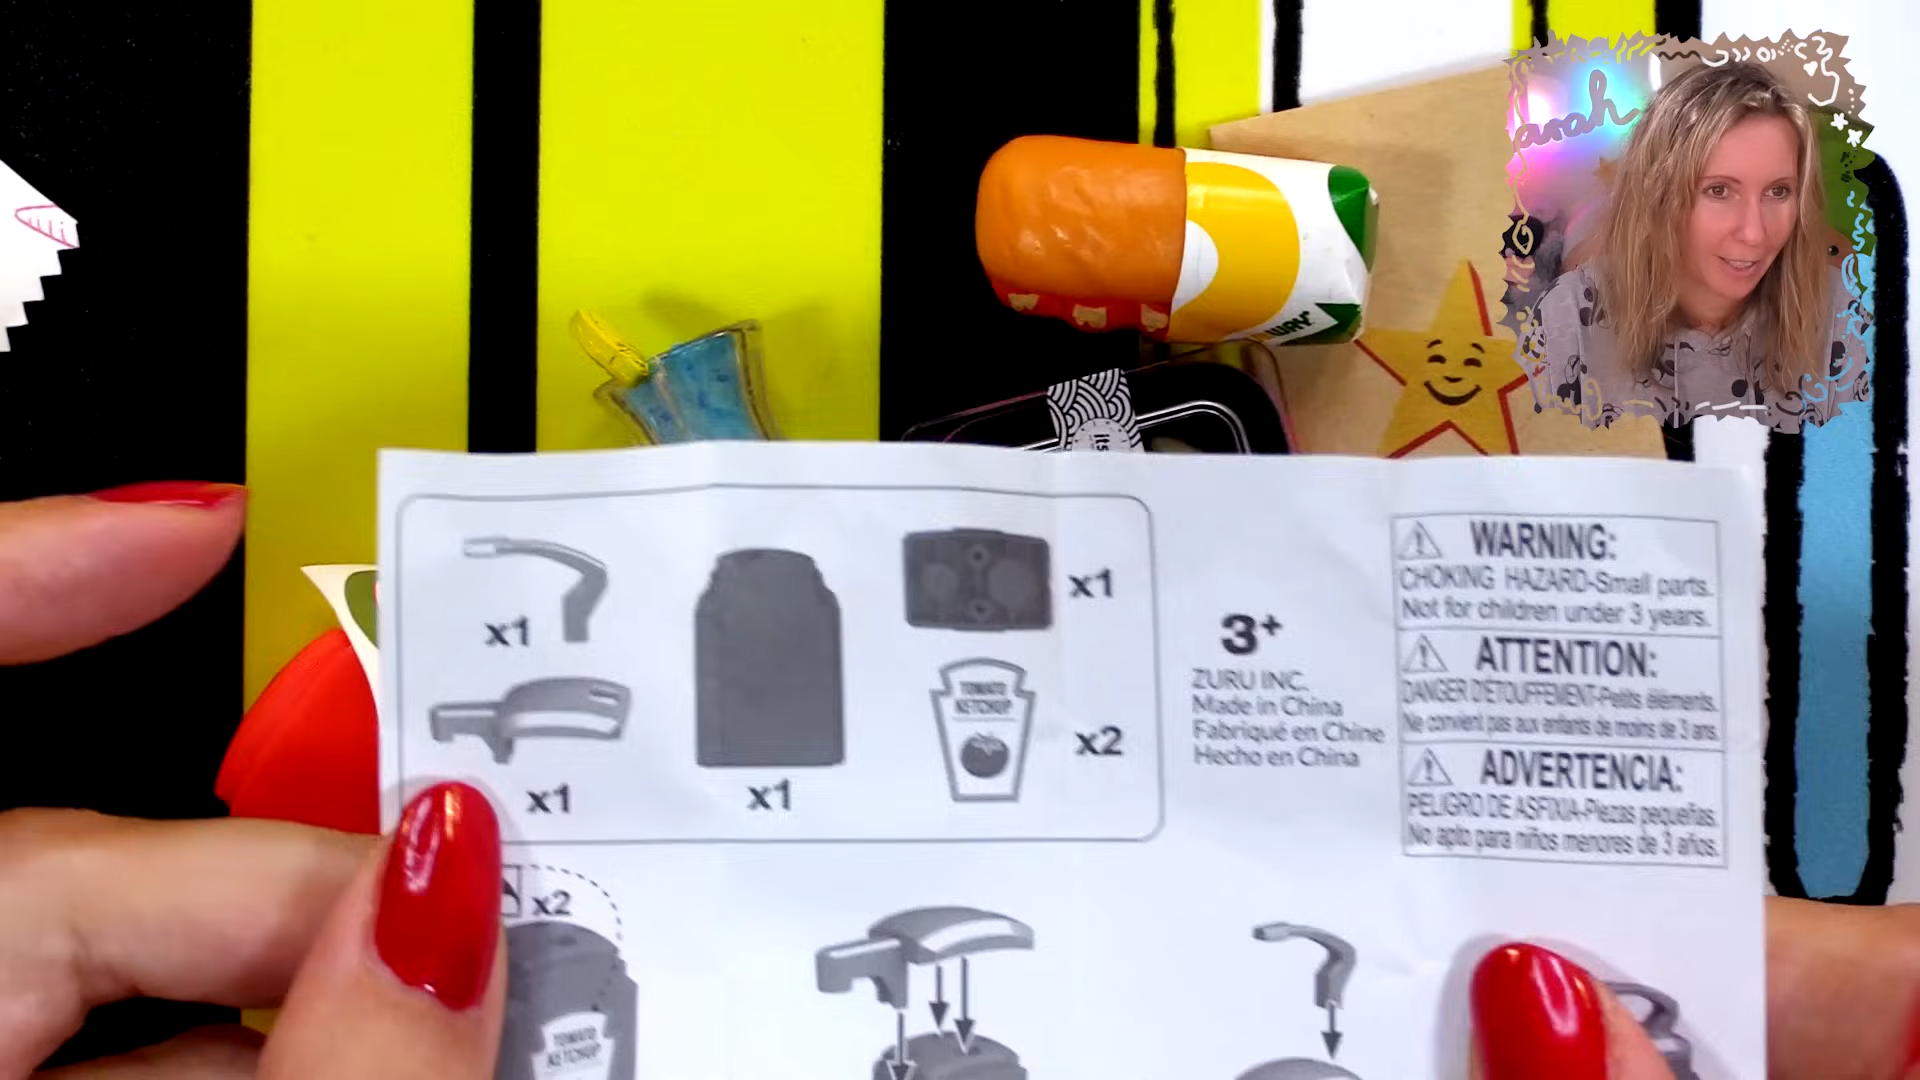 arah
WAY
its
x1
x1
x1
TOMATO
KETCHUP
x2
x1
3+
ZURU INC.
Made in China
Fabriqué en Chine
Hecho en China
WARNING:
CHOKING HAZARD-Small parts.
Not for children under 3 years.
ATTENTION:
DANGER D'ÉTOUFFEMENT-Petits éléments.
Ne convient pas aux enfants de moins de 3 ans.
ADVERTENCIA:
PELIGRO DE ASFIXIA-Piezas pequeñas.
No apto para niños menores de 3 años.
x2
TOMATO
KETCHUP